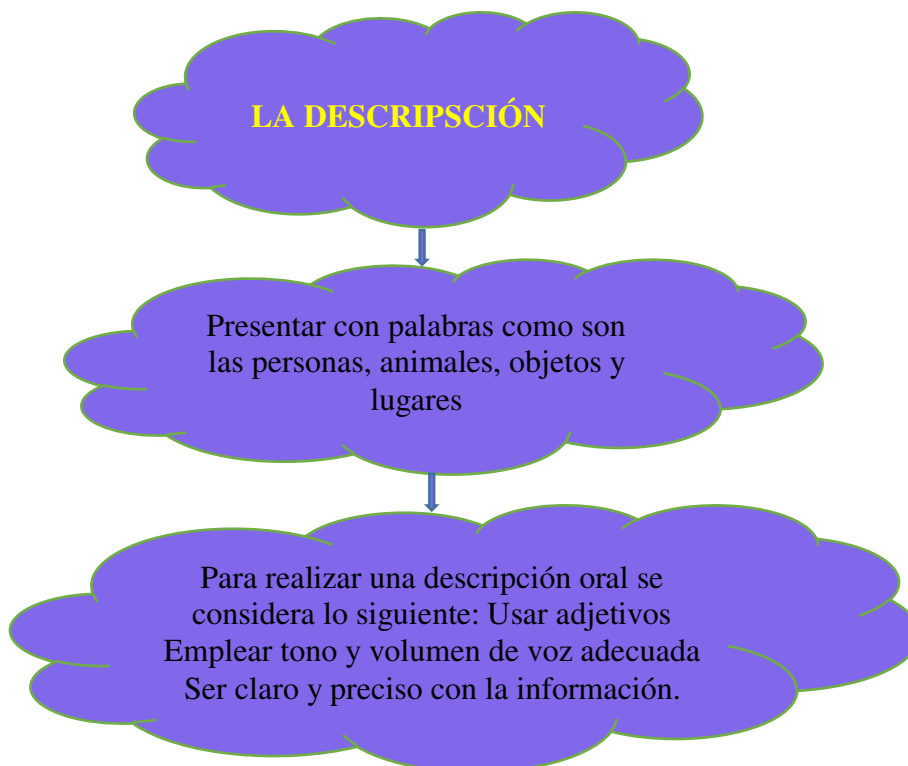 LA DESCRIPSCIÓN
Presentar con palabras como son
las personas, animales, objetos y
lugares
Para realizar una descripción oral se
considera lo siguiente: Usar adjetivos
Emplear tono y volumen de voz adecuada
Ser claro y preciso con la información.